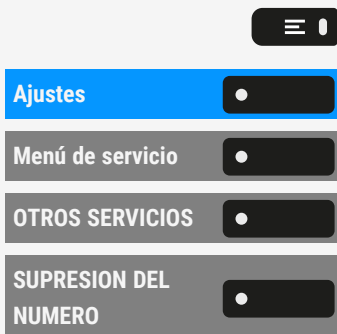 Ajustes
Menú de servicio
OTROS SERVICIOS
SUPRESION DEL
NUMERO